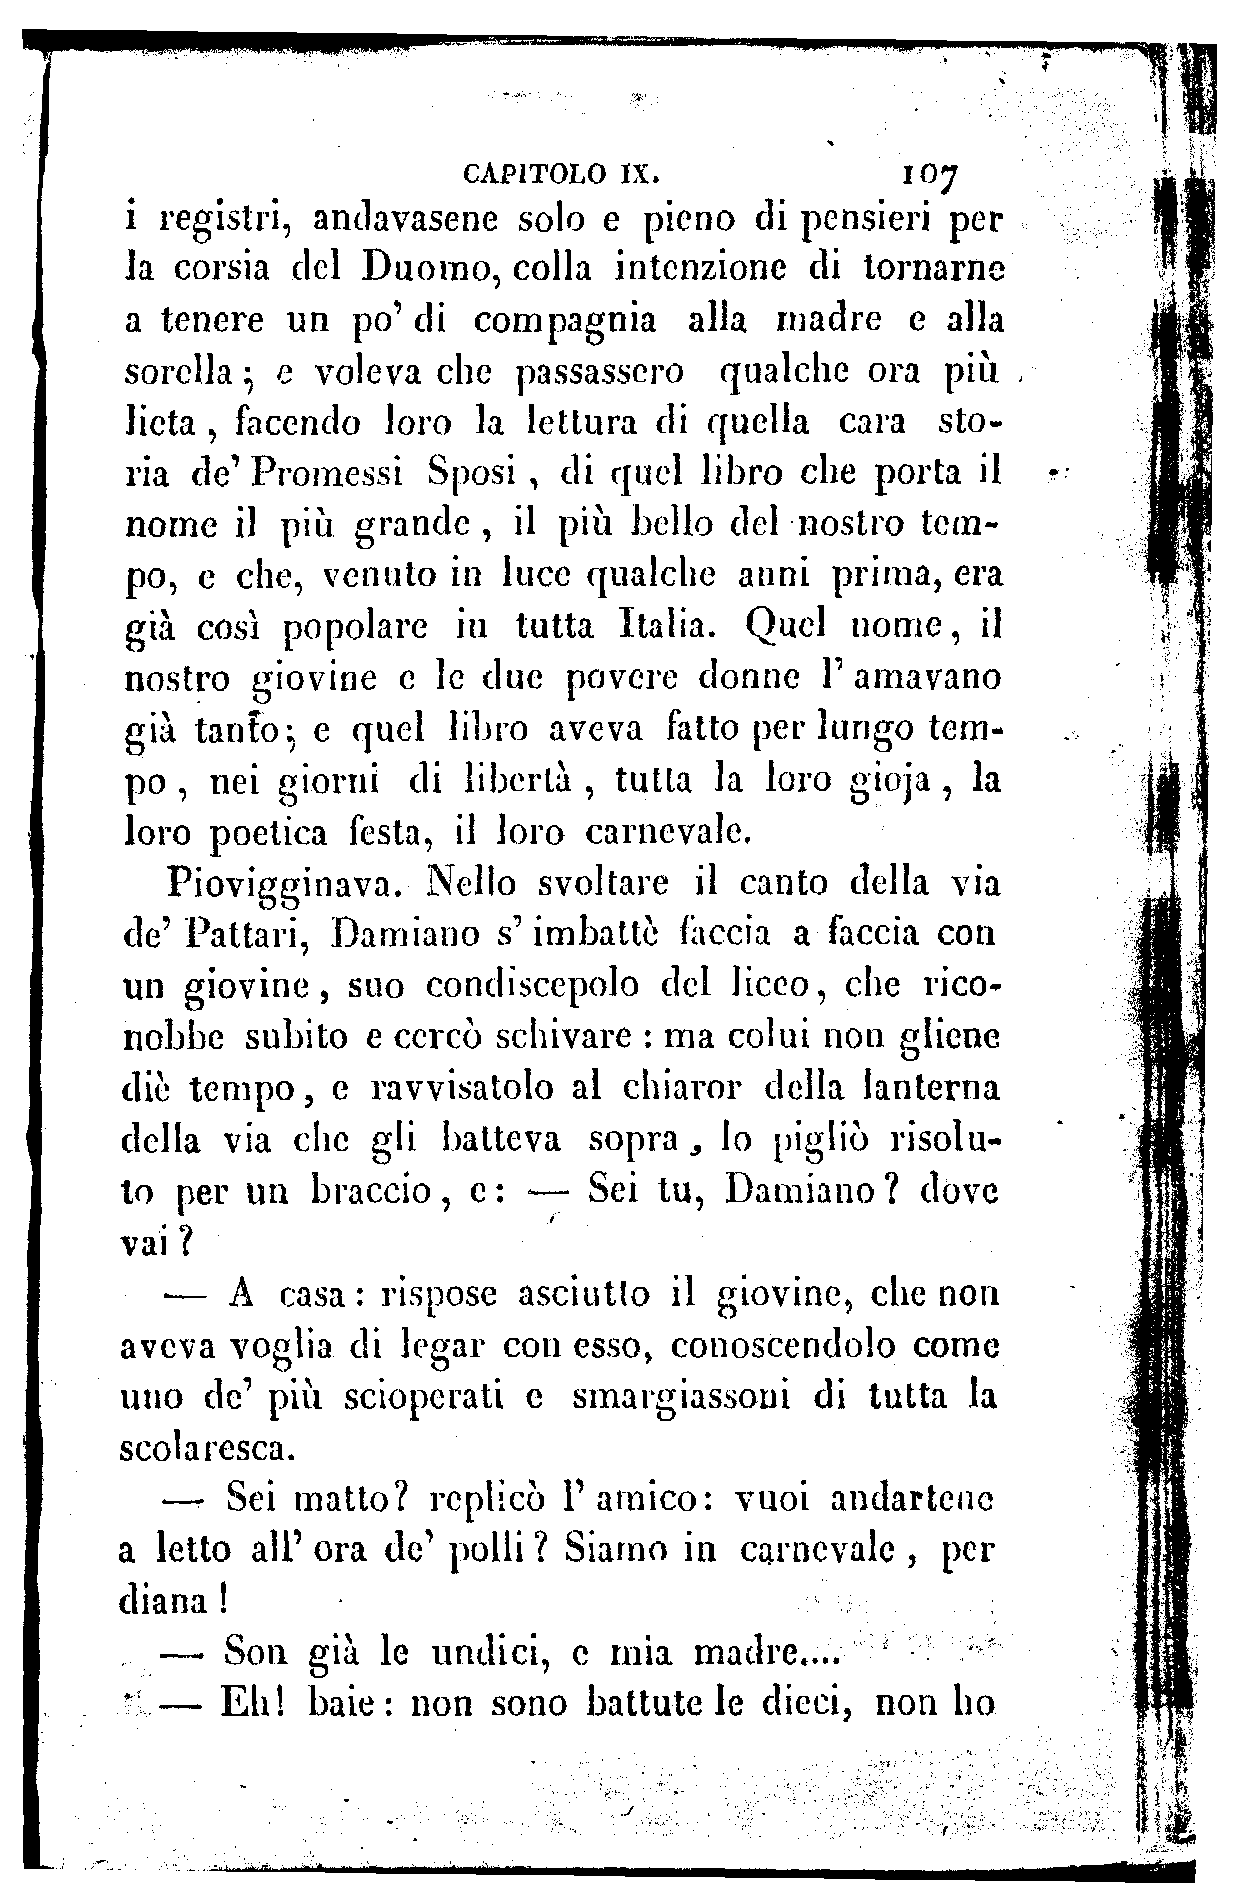 CAPITOLO IX. 107
i registri, andavasene solo e pieno di pensieri per
la corsia del Duomo, colla intenzione di tornarne
a tenere un po' di compagnia alla madre e alla
sorella; e voleva che passassero qualche ora più
lieta, facendo loro la lettura di quella cara sto-
ria de' Promessi Sposi, di quel libro che porta il
nome il più grande, il più bello del nostro tem-
po, e che, venuto in luce qualche anni prima, era
già così popolare in tutta Italia. Quel nome, il
nostro giovine e le due povere donne l'amavano
già tanto; e quel libro aveva fatto per lungo tem-
po, nei giorni di libertà, tutta la loro gioja, la
loro poetica festa, il loro carnevale.
Piovigginava. Nello svoltare il canto della via
de' Pattari, Damiano s'imbattè faccia a faccia con
un giovine, suo condiscepolo del liceo, che rico-
nobbe subito e cercò schivare: ma colui non gliene
diè tempo, e ravvisatolo al chiaror della lanterna
della via che gli batteva sopra, lo pigliò risolu-
to per un braccio, e: — Sei tu, Damiano? dove
vai?
— A casa: rispose asciutto il giovine, che non
aveva voglia di legar con esso, conoscendolo come
uno de' più scioperati e smargiassoni di tutta la
scolaresca.
— Sei matto? replicò l'amico: vuoi andartene
a letto all'ora de' polli? Siamo in carnevale, per
diana!
— Son già le undici, e mia madre....
— Eh! baie: non sono battute le dieci, non ho